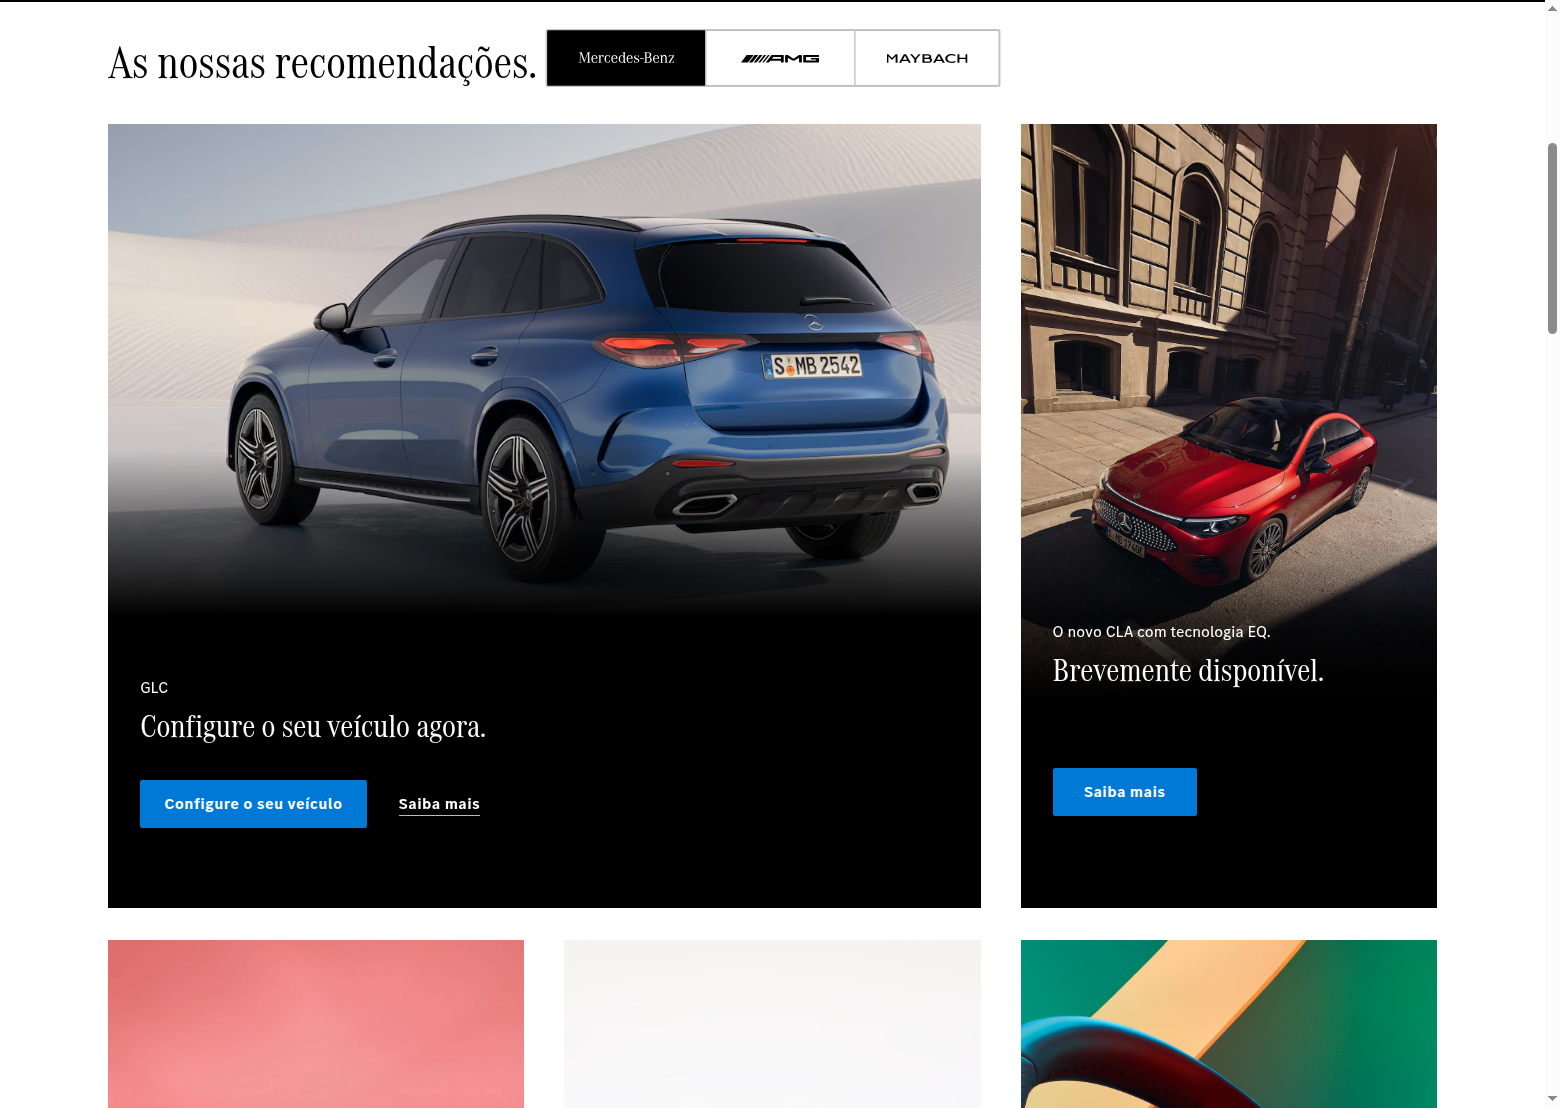 As nossas recomendações.
Mercedes-Benz
AMG
MAYBACH
S MB 2542
GLC
Configure o seu veículo agora.
Configure o seu veículo
Saiba mais
O novo CLA com tecnologia EQ.
Brevemente disponível.
Saiba mais